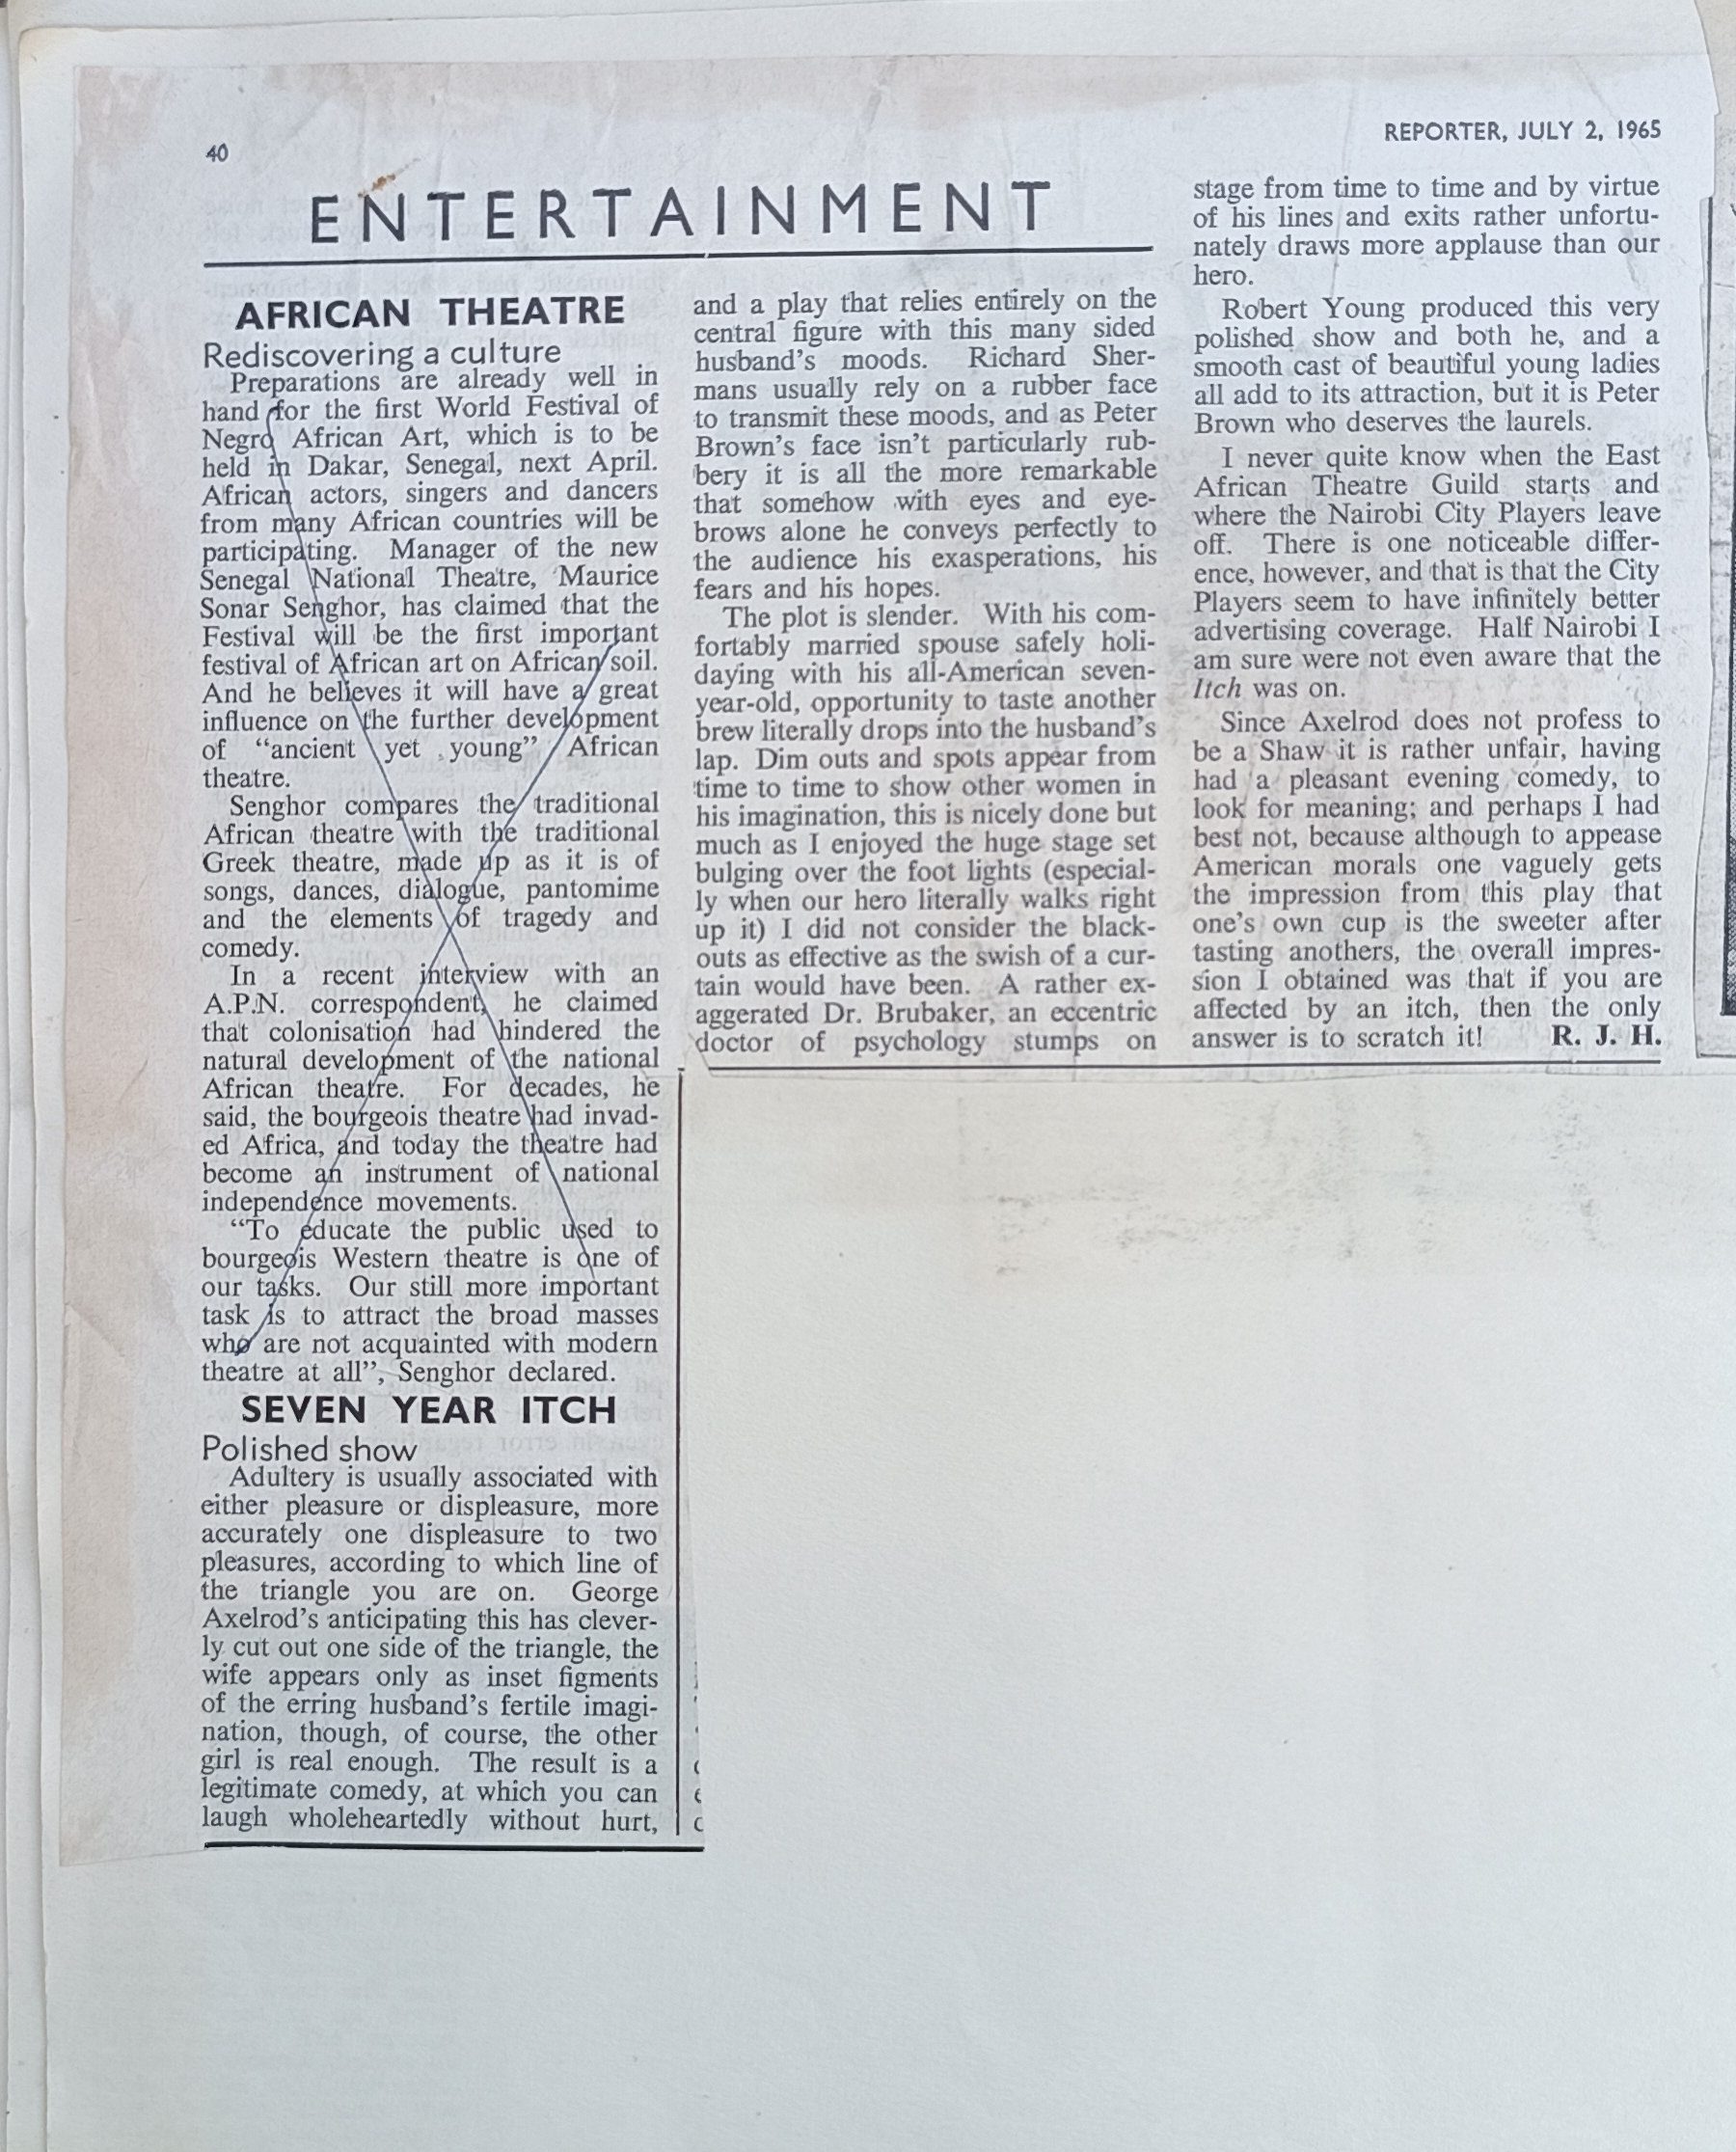 40
REPORTER, JULY 2, 1965
ENTERTAINMENT
AFRICAN THEATRE
Rediscovering a culture
Preparations are already well in
hand for the first World Festival of
Negro African Art, which is to be
held in Dakar, Senegal, next April.
African actors, singers and dancers
from many African countries will be
participating. Manager of the new
Senegal National Theatre, Maurice
Sonar Senghor, has claimed that the
Festival will be the first important
festival of African art on African soil.
And he believes it will have a great
influence on the further development
of “ancient yet young” African
theatre.
Senghor compares the traditional
African theatre with the traditional
Greek theatre, made up as it is of
songs, dances, dialogue, pantomime
and the elements of tragedy and
comedy.
In a recent interview with an
A.P.N. correspondent, he claimed
that colonisation had hindered the
natural development of the national
African theatre. For decades, he
said, the bourgeois theatre had invad-
ed Africa, and today the theatre had
become an instrument of national
independence movements.
“To educate the public used to
bourgeois Western theatre is one of
our tasks. Our still more important
task is to attract the broad masses
who are not acquainted with modern
theatre at all”, Senghor declared.
SEVEN YEAR ITCH
Polished show
Adultery is usually associated with
either pleasure or displeasure, more
accurately one displeasure to two
pleasures, according to which line of
the triangle you are on. George
Axelrod’s anticipating this has clever-
ly cut out one side of the triangle, the
wife appears only as inset figments
of the erring husband’s fertile imagi-
nation, though, of course, the other
girl is real enough. The result is a
legitimate comedy, at which you can
laugh wholeheartedly without hurt,
and a play that relies entirely on the
central figure with this many sided
husband’s moods. Richard Sher-
mans usually rely on a rubber face
to transmit these moods, and as Peter
Brown’s face isn’t particularly rub-
bery it is all the more remarkable
that somehow with eyes and eye-
brows alone he conveys perfectly to
the audience his exasperations, his
fears and his hopes.
The plot is slender. With his com-
fortably married spouse safely holi-
daying with his all-American seven-
year-old, opportunity to taste another
brew literally drops into the husband’s
lap. Dim outs and spots appear from
time to time to show other women in
his imagination, this is nicely done but
much as I enjoyed the huge stage set
bulging over the foot lights (especial-
ly when our hero literally walks right
up it) I did not consider the black-
outs as effective as the swish of a cur-
tain would have been. A rather ex-
aggerated Dr. Brubaker, an eccentric
doctor of psychology stumps on
stage from time to time and by virtue
of his lines and exits rather unfortu-
nately draws more applause than our
hero.
Robert Young produced this very
polished show and both he, and a
smooth cast of beautiful young ladies
all add to its attraction, but it is Peter
Brown who deserves the laurels.
I never quite know when the East
African Theatre Guild starts and
where the Nairobi City Players leave
off. There is one noticeable differ-
ence, however, and that is that the City
Players seem to have infinitely better
advertising coverage. Half Nairobi I
am sure were not even aware that the
Itch was on.
Since Axelrod does not profess to
be a Shaw it is rather unfair, having
had a pleasant evening comedy, to
look for meaning; and perhaps I had
best not, because although to appease
American morals one vaguely gets
the impression from this play that
one’s own cup is the sweeter after
tasting anothers, the overall impres-
sion I obtained was that if you are
affected by an itch, then the only
answer is to scratch it! R. J. H.